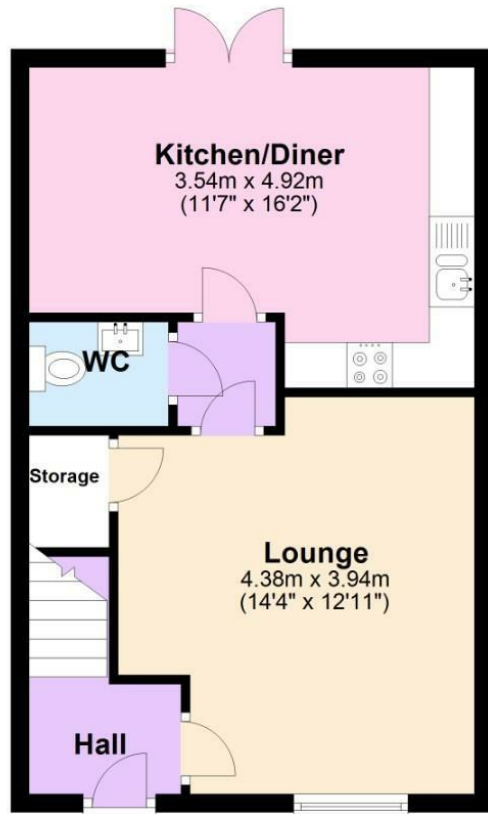 Kitchen/Diner
3.54m x 4.92m
(11'7" x 16'2")
WC
Storage
Lounge
4.38m x 3.94m
(14'4" x 12'11")
Hall